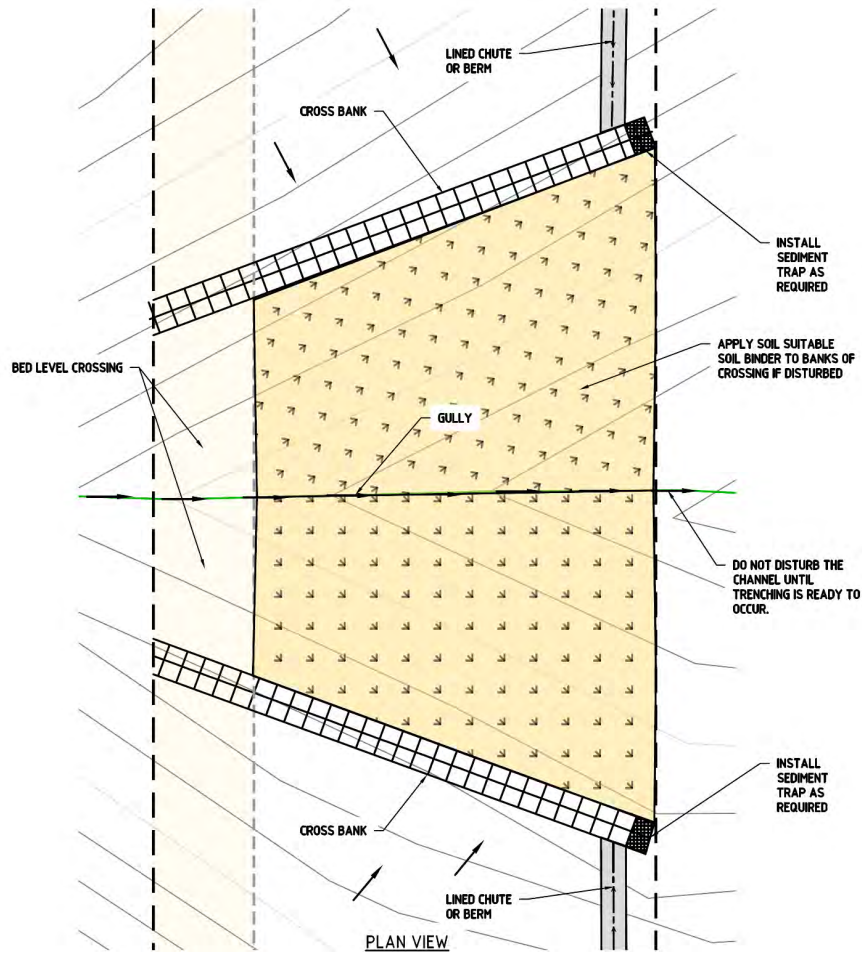 LINED CHUTE
OR BERM
CROSS BANK
INSTALL
SEDIMENT
TRAP AS
REQUIRED
APPLY SOIL SUITABLE
SOIL BINDER TO BANKS OF
CROSSING IF DISTURBED
BED LEVEL CROSSING
GULLY
DO NOT DISTURB THE
CHANNEL UNTIL
TRENCHING IS READY TO
OCCUR.
INSTALL
SEDIMENT
TRAP AS
REQUIRED
CROSS BANK
LINED CHUTE
OR BERM
PLAN VIEW